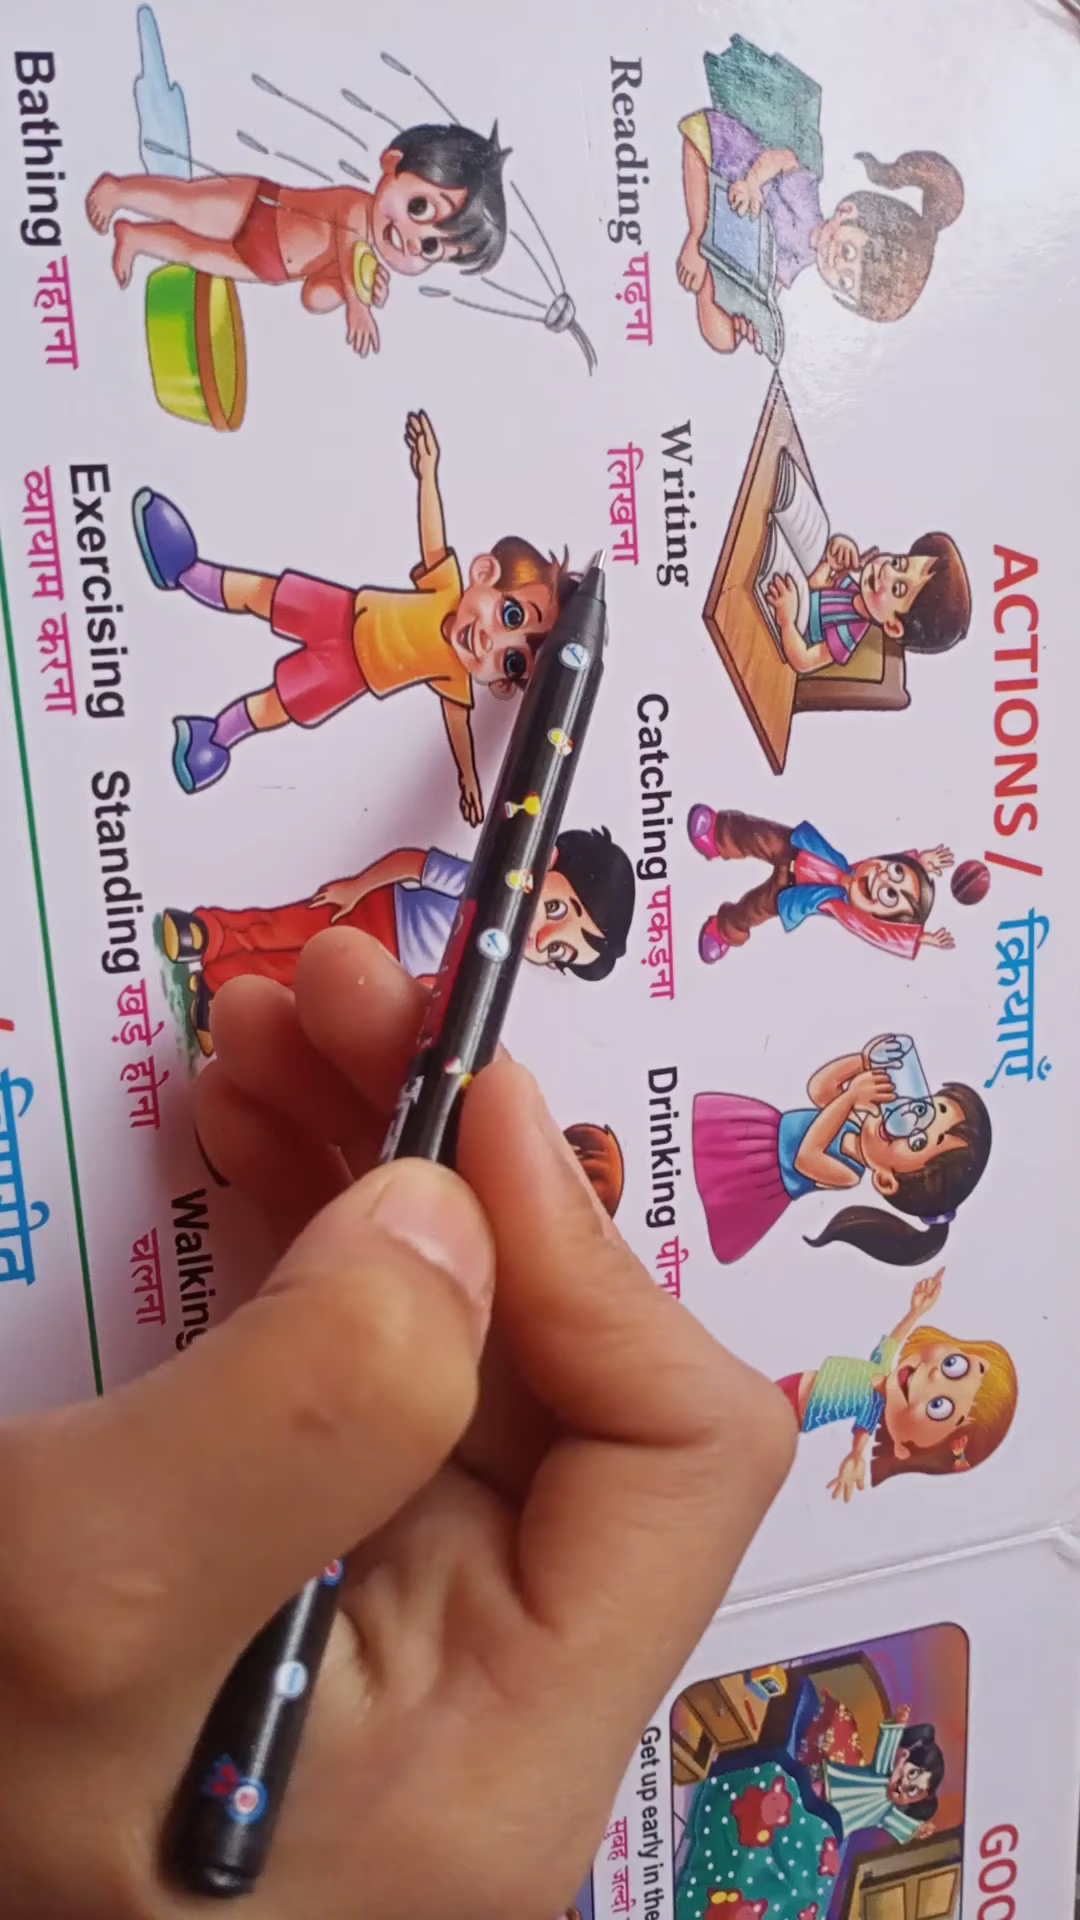 ACTIONS / क्रियाएँ
Reading पढ़ना
Writing
लिखना
Catching पकड़ना
Drinking
Bathing नहाना
Exercising
व्यायाम करना
Standing खड़े होना
चलना
Get up early in the
सुबह जल्दी